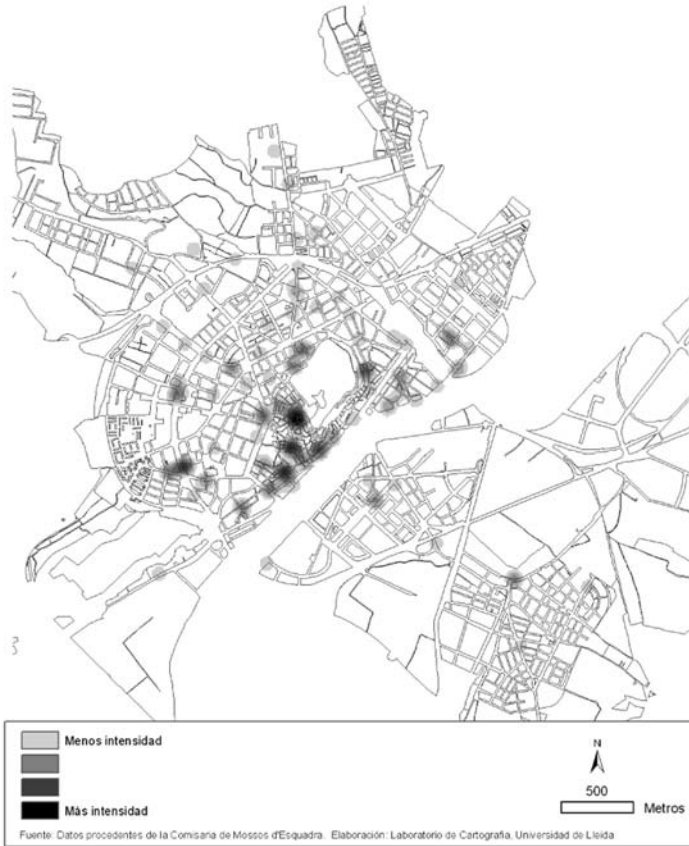 Menos intensidad
Más intensidad
N
500
Metros
Fuente: Datos procedentes de la Comisaria de Mossos d'Esquadra. Elaboración: Laboratorio de Cartografía, Universidad de Lleida